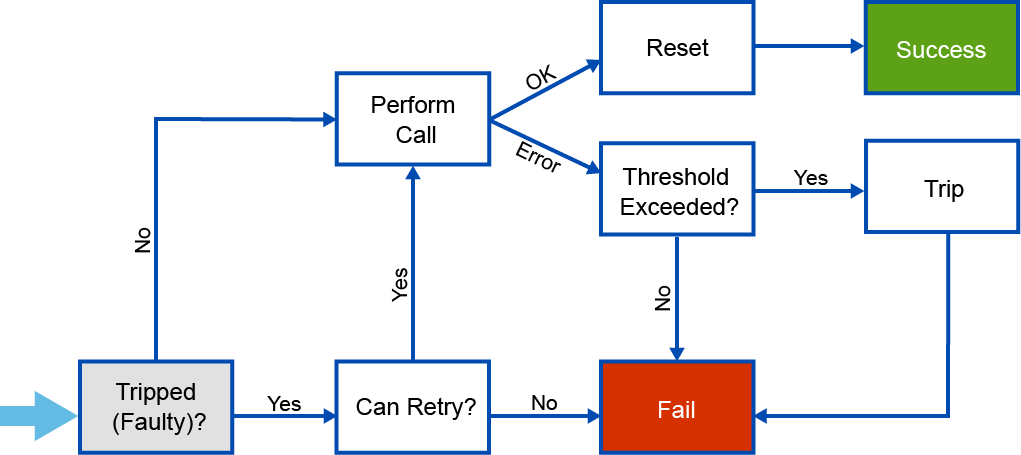 Reset
Success
OK
Perform
Call
Error
Threshold
Exceeded?
Yes
Trip
No
Yes
No
Tripped
(Faulty)?
Yes
Can Retry?
No
Fail